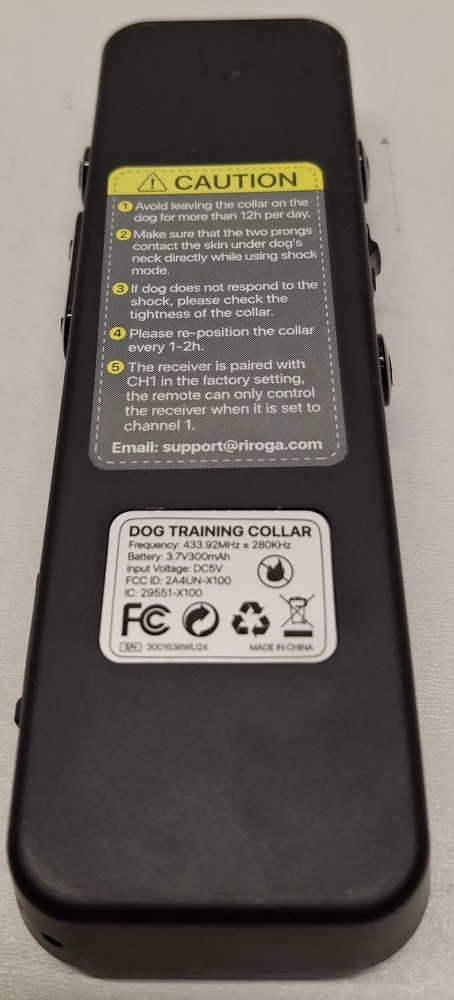 CAUTION
1 Avoid leaving the collar on the
dog for more than 12h per day.
2 Make sure that the two prongs
contact the skin under dog's
neck directly while using shock
mode.
3 If dog does not respond to the
shock, please check the
tightness of the collar.
4 Please re-position the collar
every 1-2h.
5 The receiver is paired with
CH1 in the factory setting,
the remote can only control
the receiver when it is set to
channel 1.
Email: support@riroga.com
DOG TRAINING COLLAR
Frequency: 433.92MHz ± 280KHz
Battery: 3.7V300mAh
Input Voltage: DC5V
FCC ID: 2A4UN-X100
IC: 29551-X100
FC
S/N 300163RWU24
MADE IN CHINA